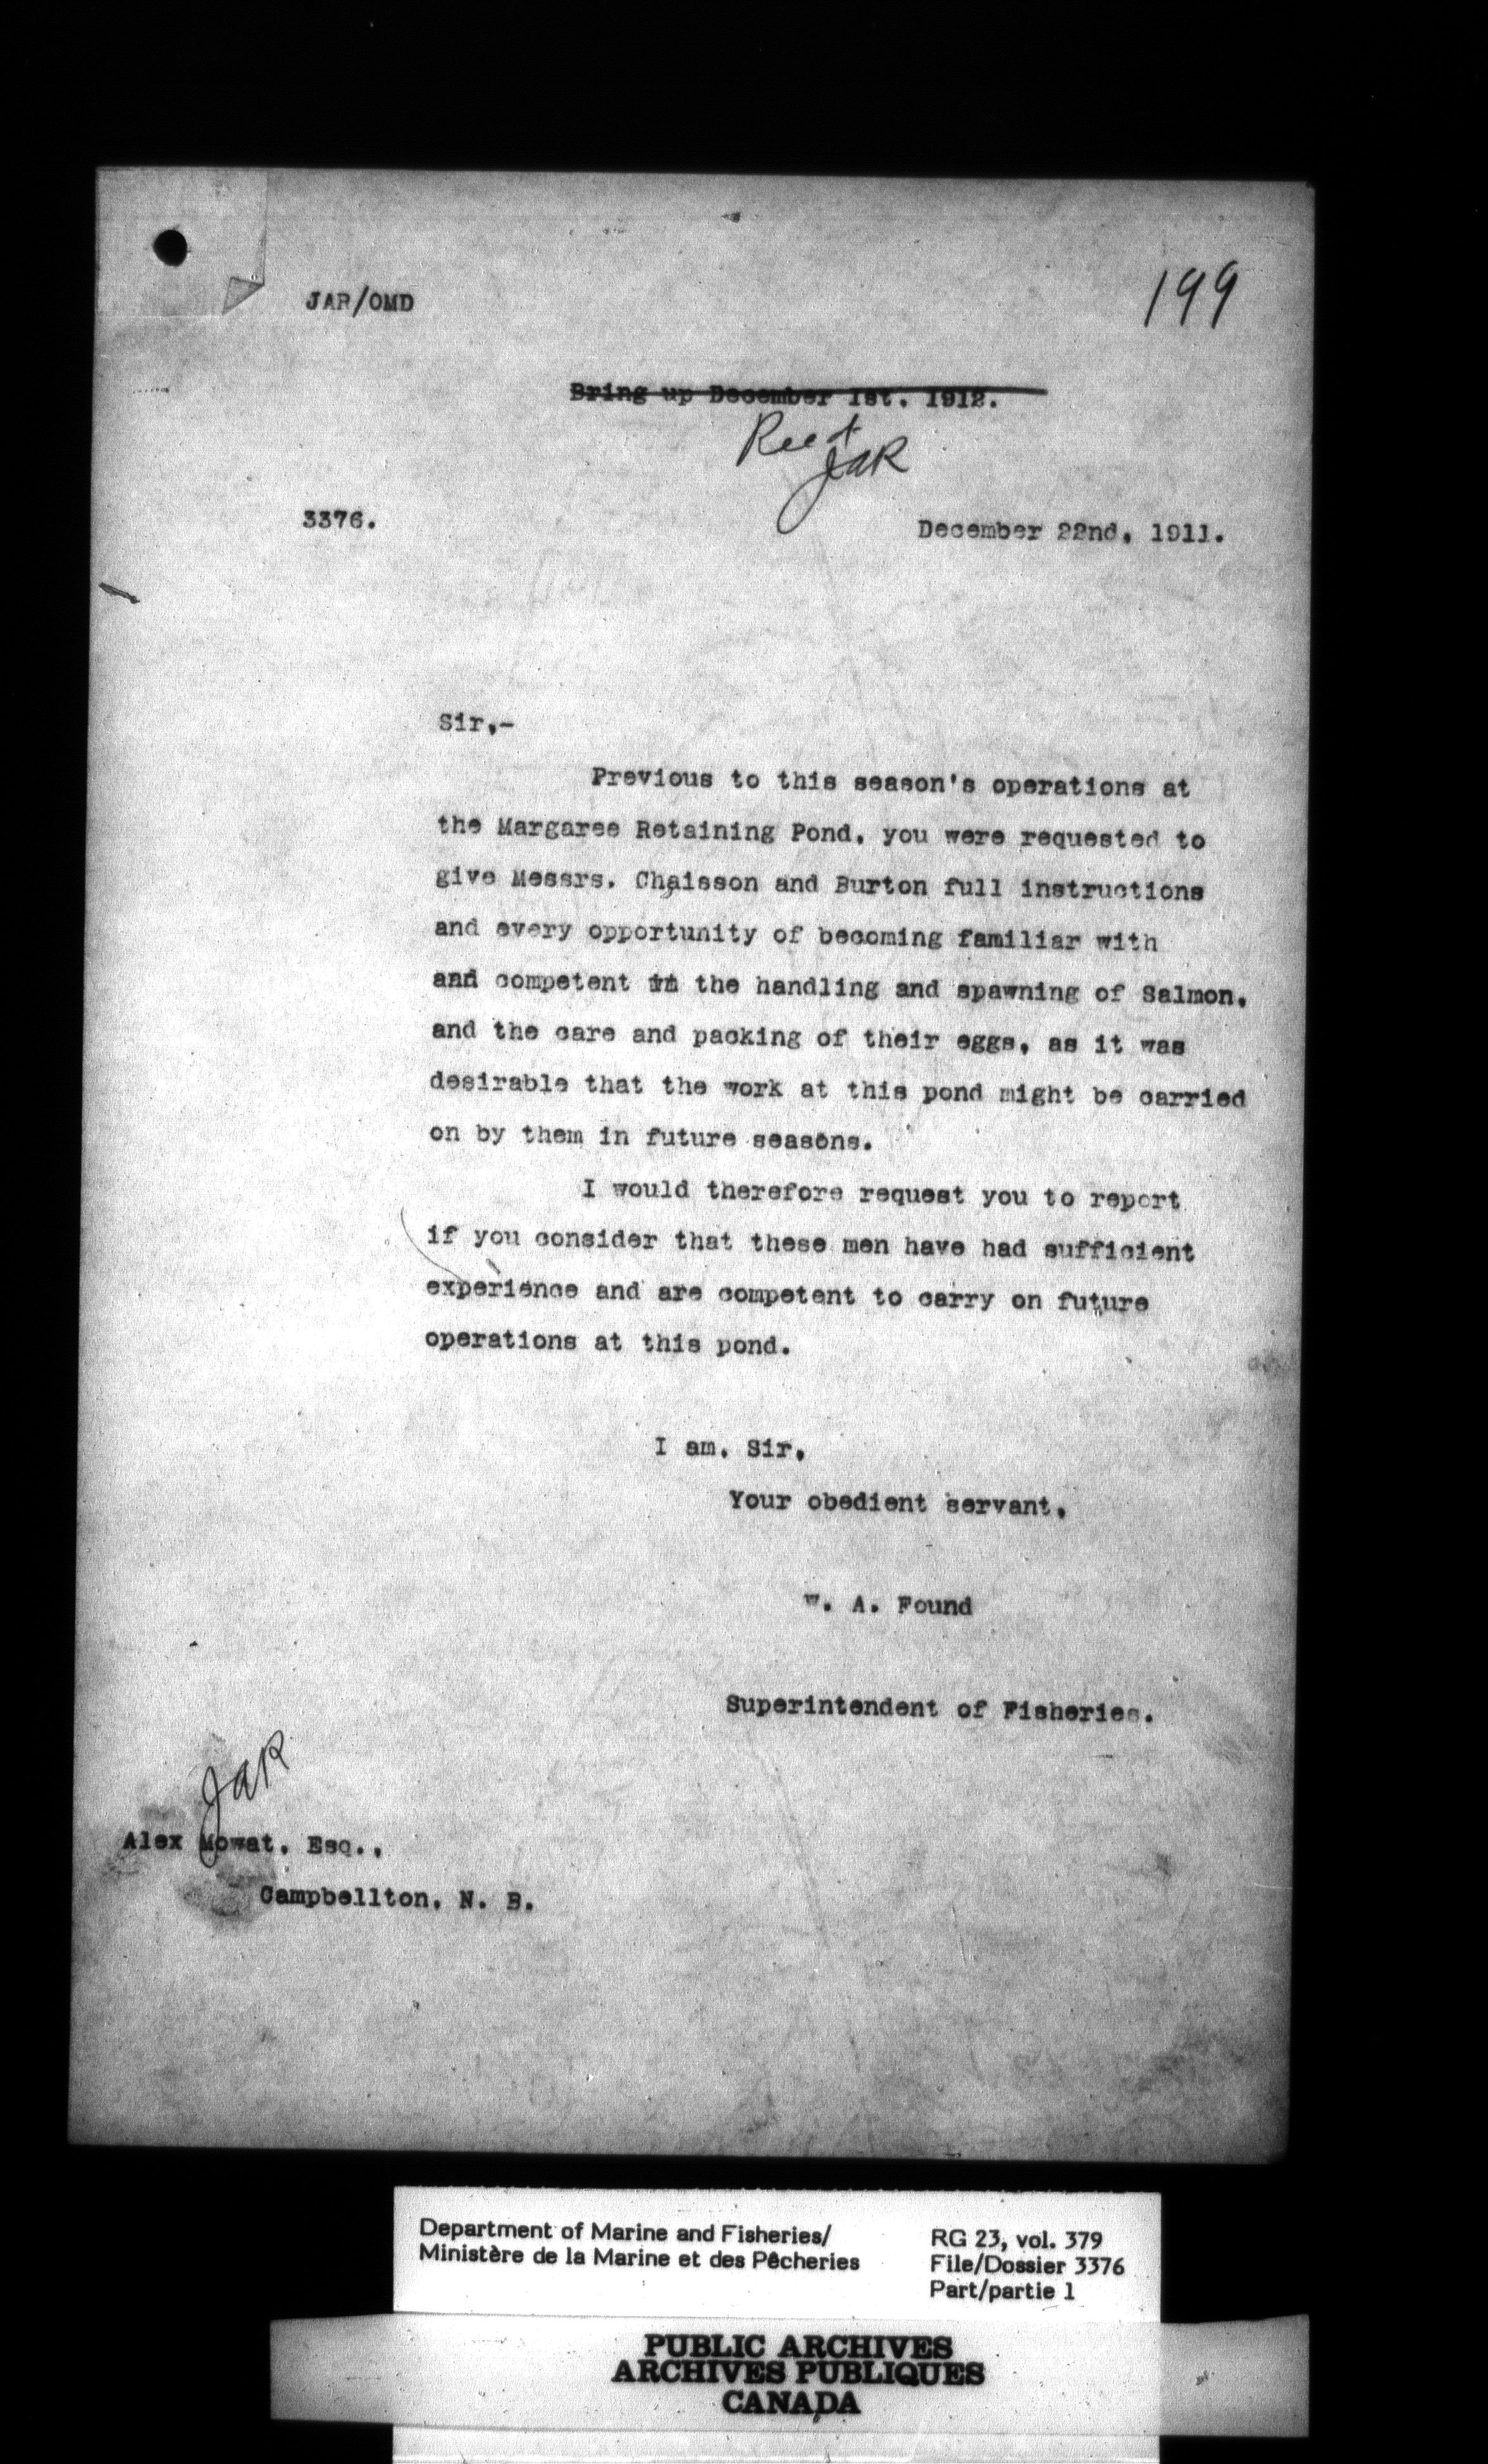 JAR/OMD
199
Bring up December 1st. 1912.
Rec'd
JAR
3376.
December 22nd, 1911.
Sir,-
Previous to this season's operations at
the Margaree Retaining Pond, you were requested to
give Messrs. Chaisson and Burton full instructions
and every opportunity of becoming familiar with
and competent in the handling and spawning of Salmon,
and the care and packing of their eggs, as it was
desirable that the work at this pond might be carried
on by them in future seasons.
I would therefore request you to report
if you consider that these men have had sufficient
experience and are competent to carry on future
operations at this pond.
I am, Sir,
Your obedient servant,
W. A. Found
Superintendent of Fisheries.
JAR
Alex Mowat, Esq.,
Campbellton, N. B.
Department of Marine and Fisheries/
Ministère de la Marine et des Pêcheries
RG 23, vol. 379
File/Dossier 3376
Part/partie 1
PUBLIC ARCHIVES
ARCHIVES PUBLIQUES
CANADA